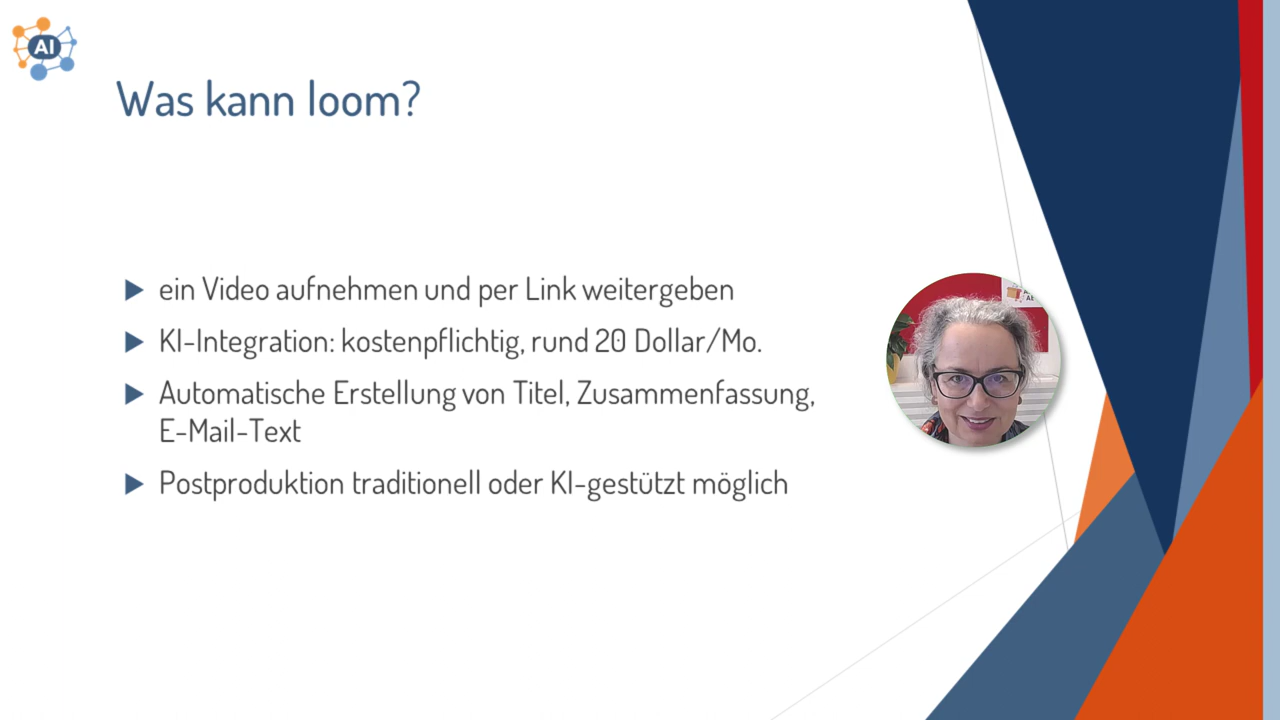 AI
Was kann loom?
ein Video aufnehmen und per Link weitergeben
KI-Integration: kostenpflichtig, rund 20 Dollar/Mo.
Automatische Erstellung von Titel, Zusammenfassung,
E-Mail-Text
Postproduktion traditionell oder KI-gestützt möglich